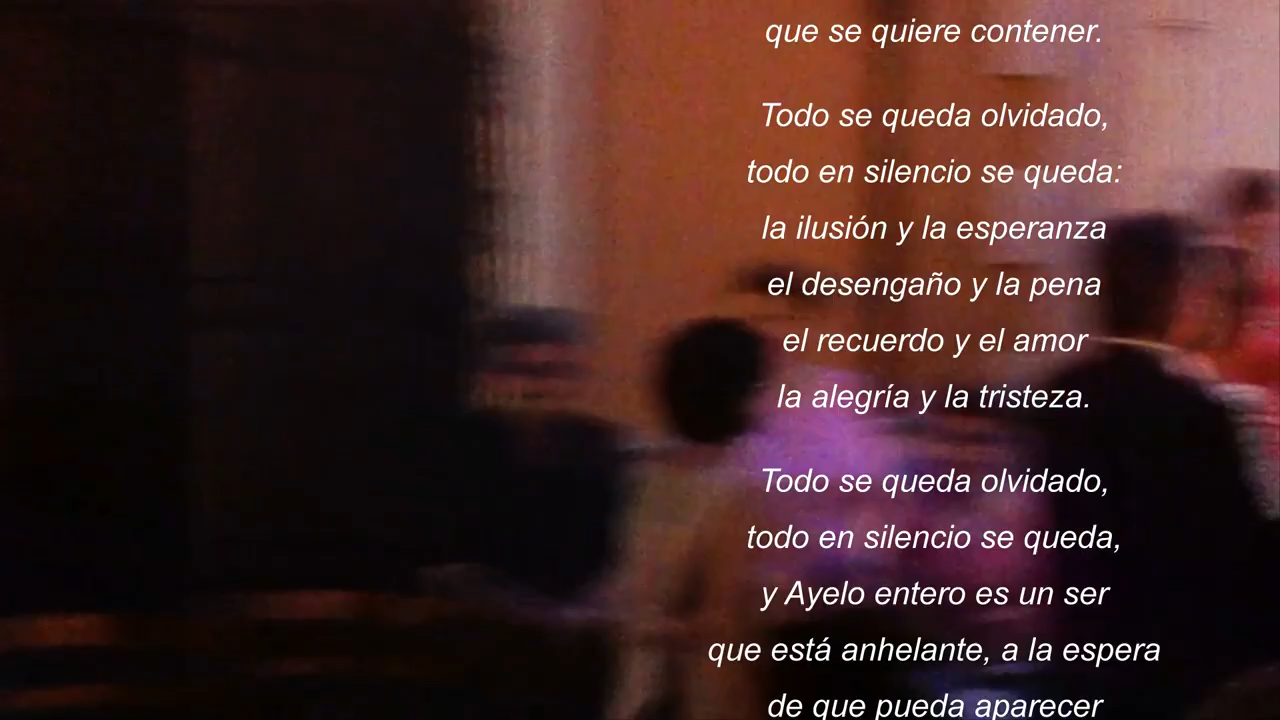 que se quiere contener.
Todo se queda olvidado,
todo en silencio se queda:
la ilusión y la esperanza
el desengaño y la pena
el recuerdo y el amor
la alegría y la tristeza.
Todo se queda olvidado,
todo en silencio se queda,
y Ayelo entero es un ser
que está anhelante, a la espera
de que pueda aparecer